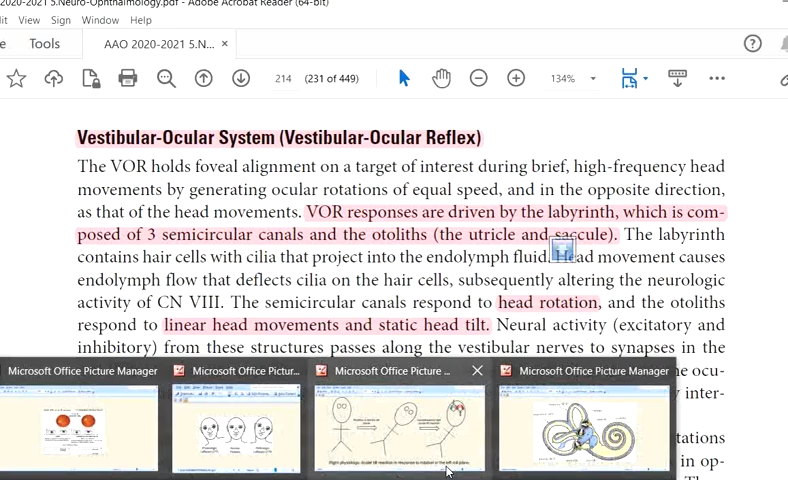 2020-2021 5.Neuro-Ophthalmology.pdf - Adobe Acrobat Reader (64-bit)
dit View Sign Window Help
e Tools AAO 2020-2021 5.N... × ?
214 (231 of 449) 134%
Vestibular-Ocular System (Vestibular-Ocular Reflex)
The VOR holds foveal alignment on a target of interest during brief, high-frequency head
movements by generating ocular rotations of equal speed, and in the opposite direction,
as that of the head movements. VOR responses are driven by the labyrinth, which is com-
posed of 3 semicircular canals and the otoliths (the utricle and saccule). The labyrinth
contains hair cells with cilia that project into the endolymph fluid. Head movement causes
endolymph flow that deflects cilia on the hair cells, subsequently altering the neurologic
activity of CN VIII. The semicircular canals respond to head rotation, and the otoliths
respond to linear head movements and static head tilt. Neural activity (excitatory and
inhibitory) from these structures passes along the vestibular nerves to synapses in the
Microsoft Office Picture Manager
Microsoft Office Pictur...
Microsoft Office Picture ...
Microsoft Office Picture Manager
e ocu-
inter-
tations
in op-